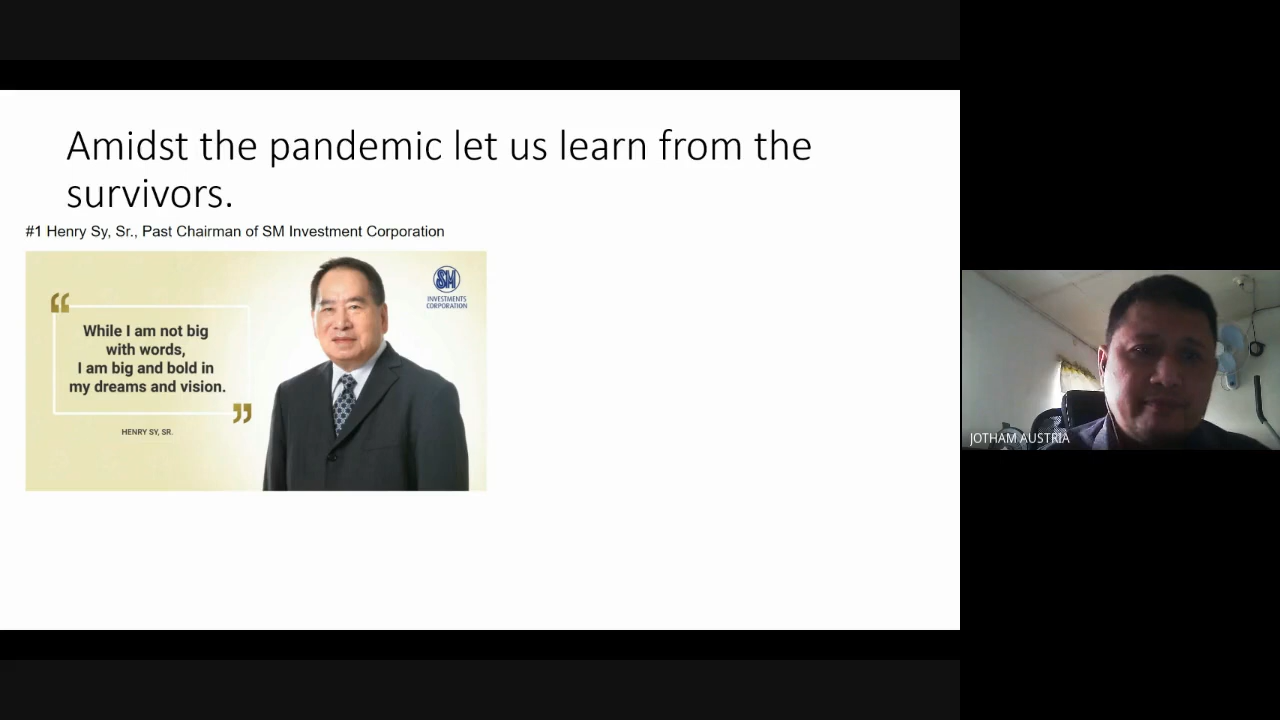 Amidst the pandemic let us learn from the
survivors.
#1 Henry Sy, Sr., Past Chairman of SM Investment Corporation
“
While I am not big
with words,
I am big and bold in
my dreams and vision.
”
HENRY SY, SR.
SM
INVESTMENTS
CORPORATION
JOTHAM AUSTRIA